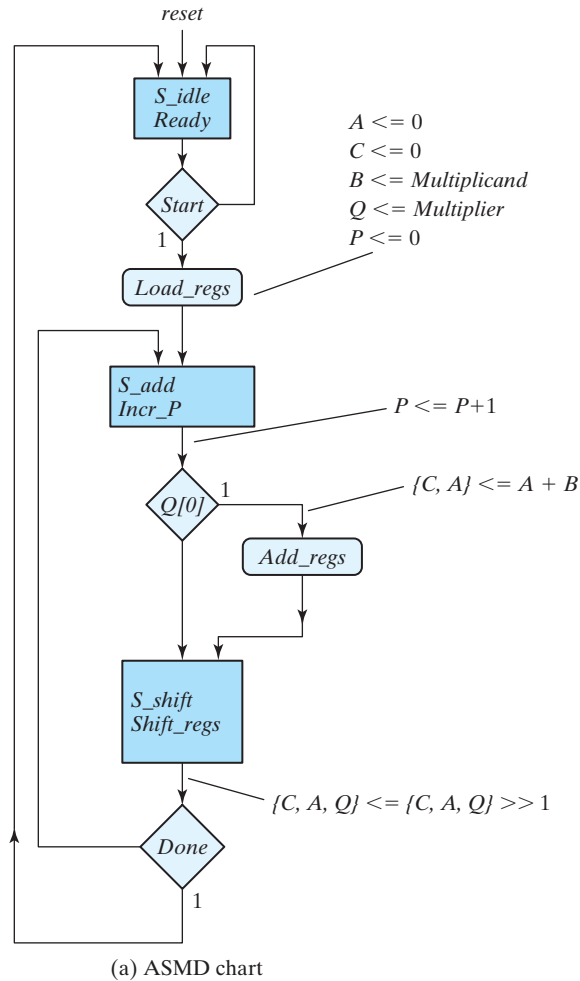 reset
S_idle
Ready
A <= 0
C <= 0
B <= Multiplicand
Q <= Multiplier
P <= 0
Start
1
Load_regs
S_add
Incr_P
P <= P+1
Q[0]
1
{C, A} <= A + B
Add_regs
S_shift
Shift_regs
{C, A, Q} <= {C, A, Q} >> 1
Done
1
(a) ASMD chart